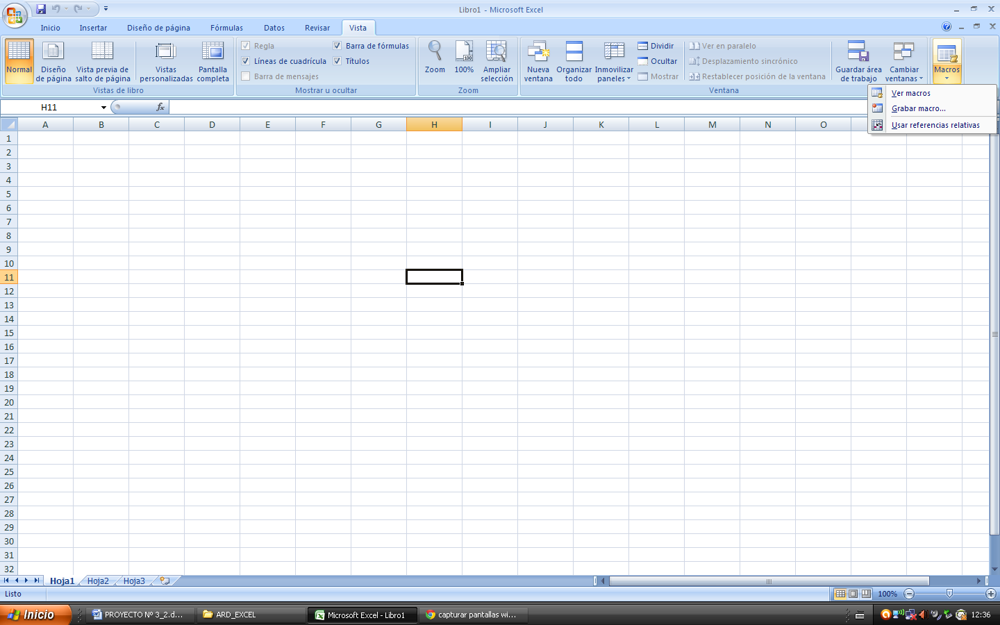 Libro1 - Microsoft Excel
Inicio Insertar Diseño de página Fórmulas Datos Revisar Vista
Normal
Diseño de página
Vista previa de salto de página
Vistas personalizadas
Pantalla completa
Vistas de libro
Regla
Líneas de cuadrícula
Barra de mensajes
Barra de fórmulas
Títulos
Mostrar u ocultar
Zoom
100%
Ampliar selección
Zoom
Nueva ventana
Organizar todo
Inmovilizar paneles
Dividir
Ocultar
Mostrar
Ver en paralelo
Desplazamiento sincrónico
Restablecer posición de la ventana
Guardar área de trabajo
Cambiar ventanas
Ventana
Macros
Ver macros
Grabar macro...
Usar referencias relativas
H11
fx
A B C D E F G H I J K L M N O
1
2
3
4
5
6
7
8
9
10
11
12
13
14
15
16
17
18
19
20
21
22
23
24
25
26
27
28
29
30
31
32
Hoja1 Hoja2 Hoja3
Listo
100%
Inicio
PROYECTO Nº 3_2.d...
ARD_EXCEL
Microsoft Excel - Libro1
capturar pantallas wi...
12:36